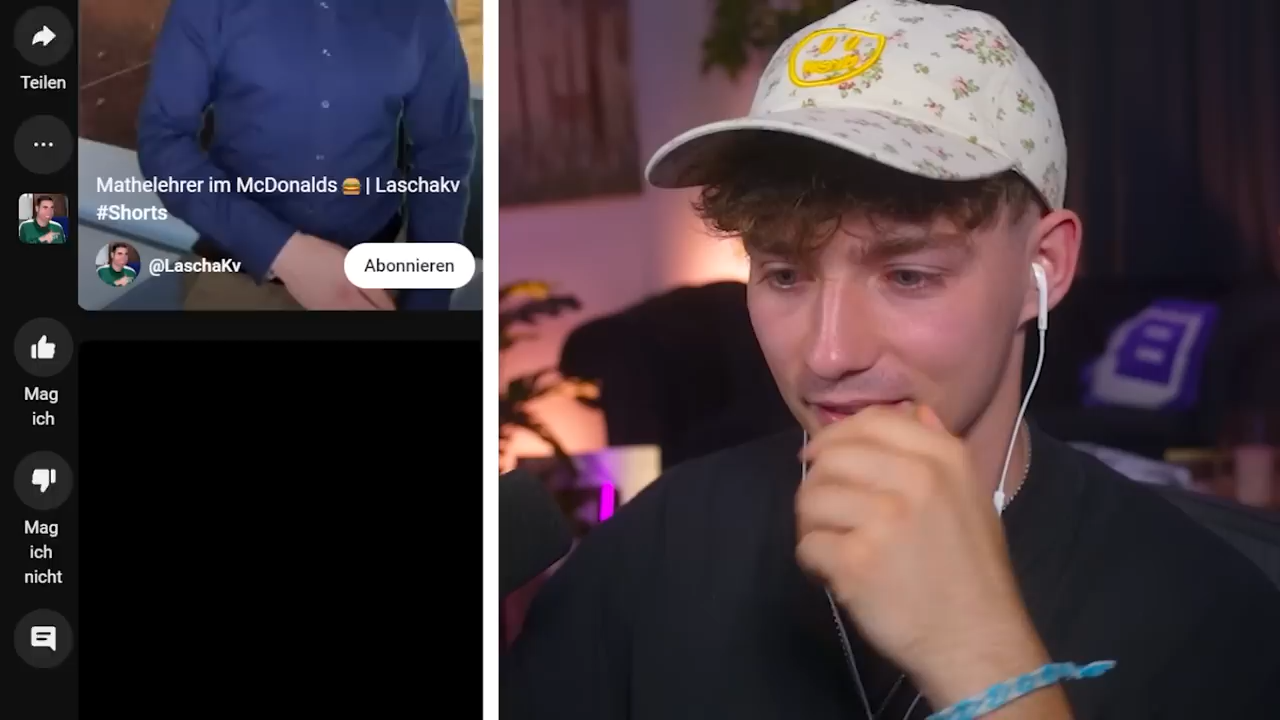 Teilen
Mathelehrer im McDonalds 🍔 | Laschakv
#Shorts
@LaschaKv
Abonnieren
Mag
ich
Mag
ich
nicht